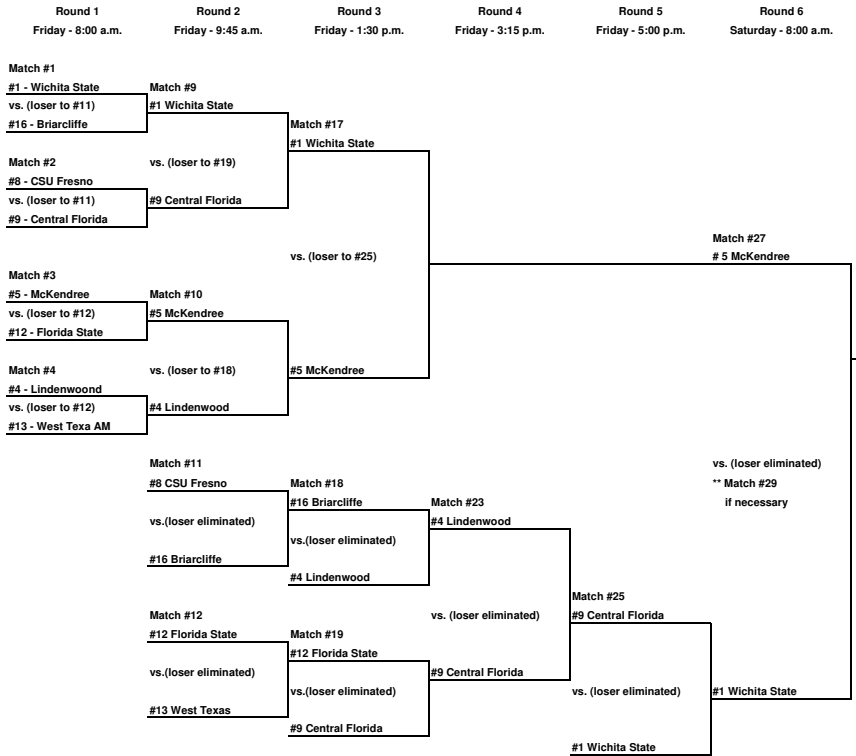 Round 1
Friday - 8:00 a.m.
Round 2
Friday - 9:45 a.m.
Round 3
Friday - 1:30 p.m.
Round 4
Friday - 3:15 p.m.
Round 5
Friday - 5:00 p.m.
Round 6
Saturday - 8:00 a.m.
Match #1
#1 - Wichita State
vs. (loser to #11)
#16 - Briarcliffe
Match #2
#8 - CSU Fresno
vs. (loser to #11)
#9 - Central Florida
Match #3
#5 - McKendree
vs. (loser to #12)
#12 - Florida State
Match #4
#4 - Lindenwoond
vs. (loser to #12)
#13 - West Texa AM
Match #9
#1 Wichita State
vs. (loser to #19)
#9 Central Florida
Match #10
#5 McKendree
vs. (loser to #18)
#4 Lindenwood
Match #11
#8 CSU Fresno
vs.(loser eliminated)
#16 Briarcliffe
Match #12
#12 Florida State
vs.(loser eliminated)
#13 West Texas
Match #17
#1 Wichita State
vs. (loser to #25)
#5 McKendree
Match #18
#16 Briarcliffe
vs.(loser eliminated)
#4 Lindenwood
Match #19
#12 Florida State
vs.(loser eliminated)
#9 Central Florida
Match #23
#4 Lindenwood
vs. (loser eliminated)
#9 Central Florida
Match #25
#9 Central Florida
vs. (loser eliminated)
#1 Wichita State
Match #27
# 5 McKendree
vs. (loser eliminated)
** Match #29
if necessary
#1 Wichita State